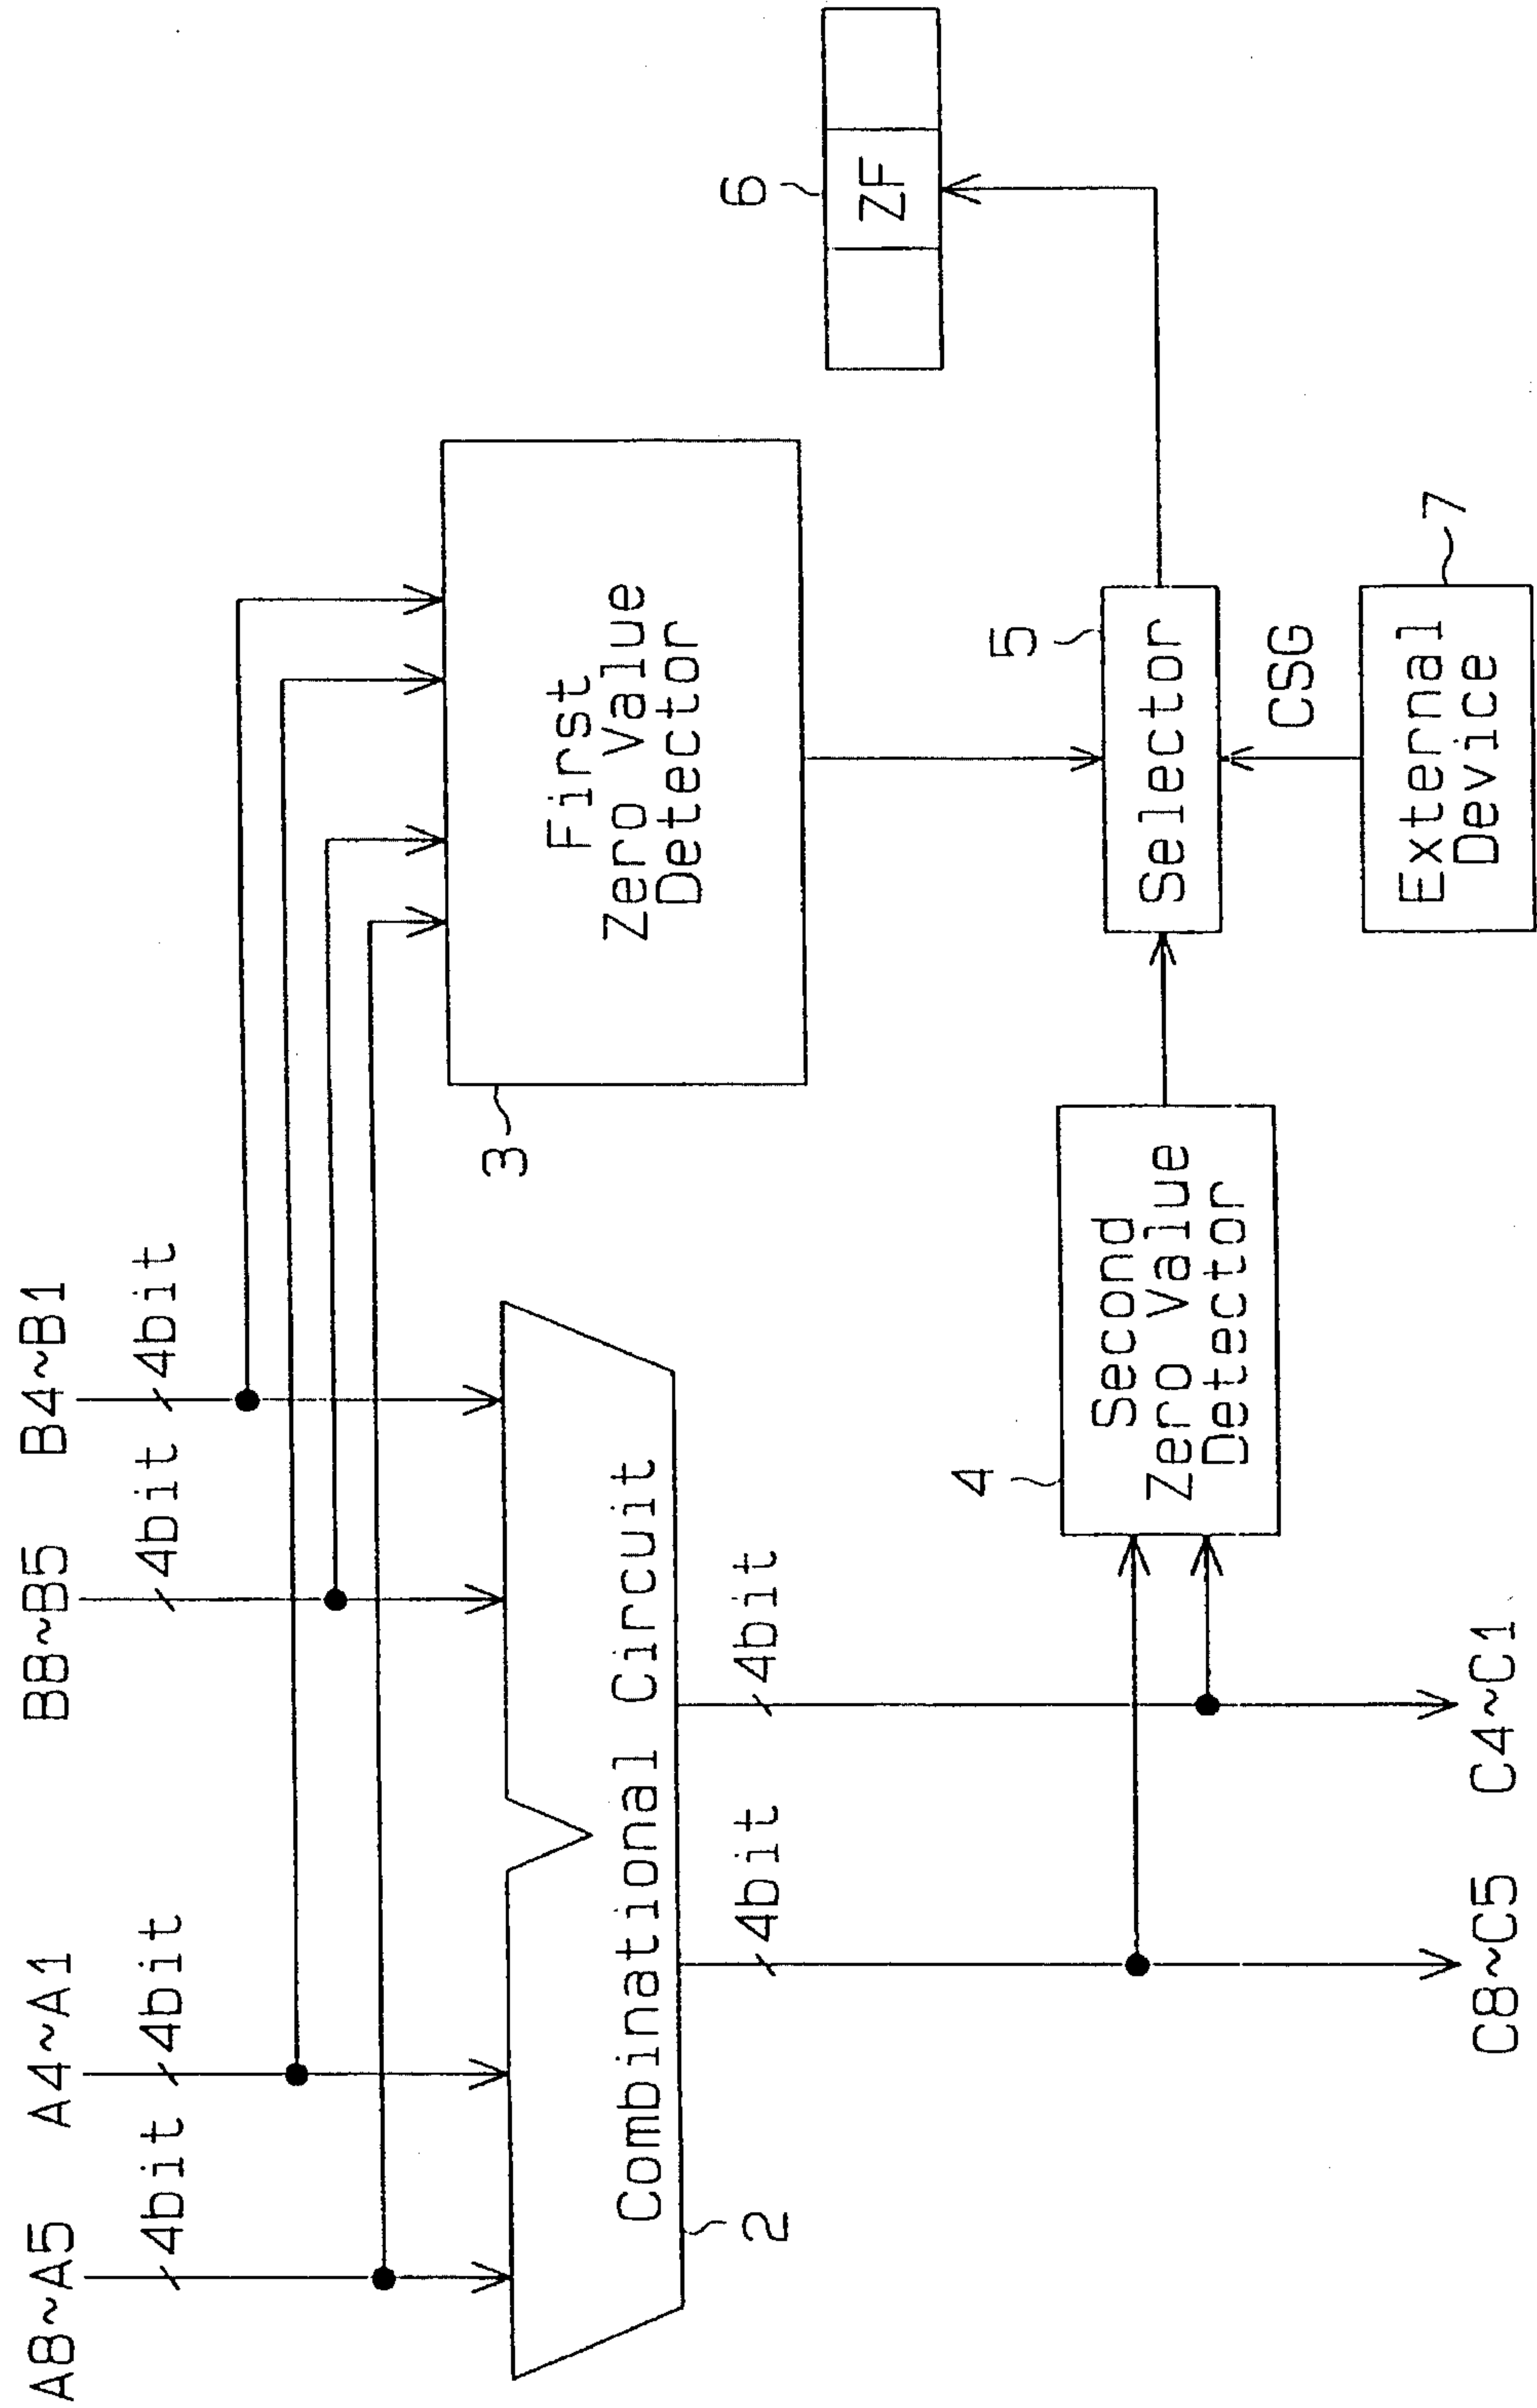 A8~A5
A4~A1
B8~B5
B4~B1
4bit
4bit
4bit
4bit
Combinational Circuit
2
3
First
Zero Value
Detector
4bit
4bit
4
Second
Zero Value
Detector
5
Selector
6
ZF
CSG
External
Device
7
C8~C5
C4~C1